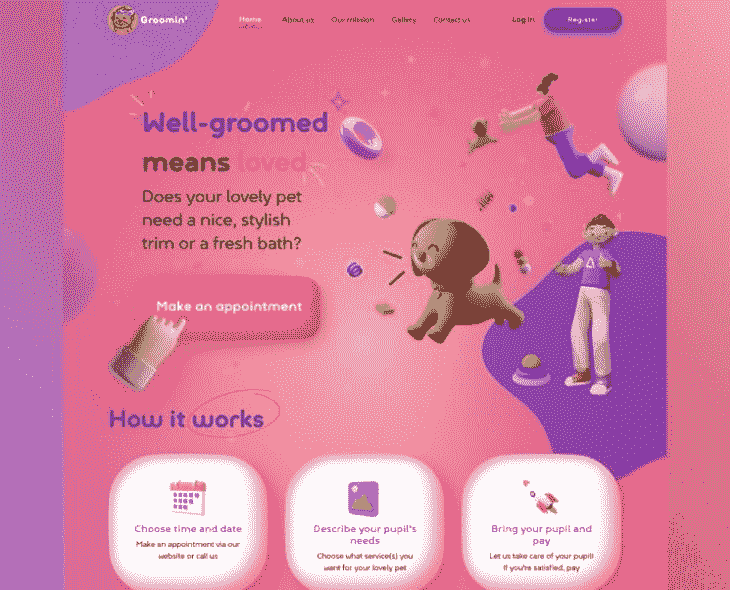 Groomin'
Home About us Our mission Gallery Contact us Log in Register
Well-groomed
means loved
Does your lovely pet
need a nice, stylish
trim or a fresh bath?
Make an appointment
How it works
Choose time and date
Make an appointment via our
website or call us
Describe your pupil's
needs
Choose what service(s) you
want for your lovely pet
Bring your pupil and
pay
Let us take care of your pupil!
If you're satisfied, pay